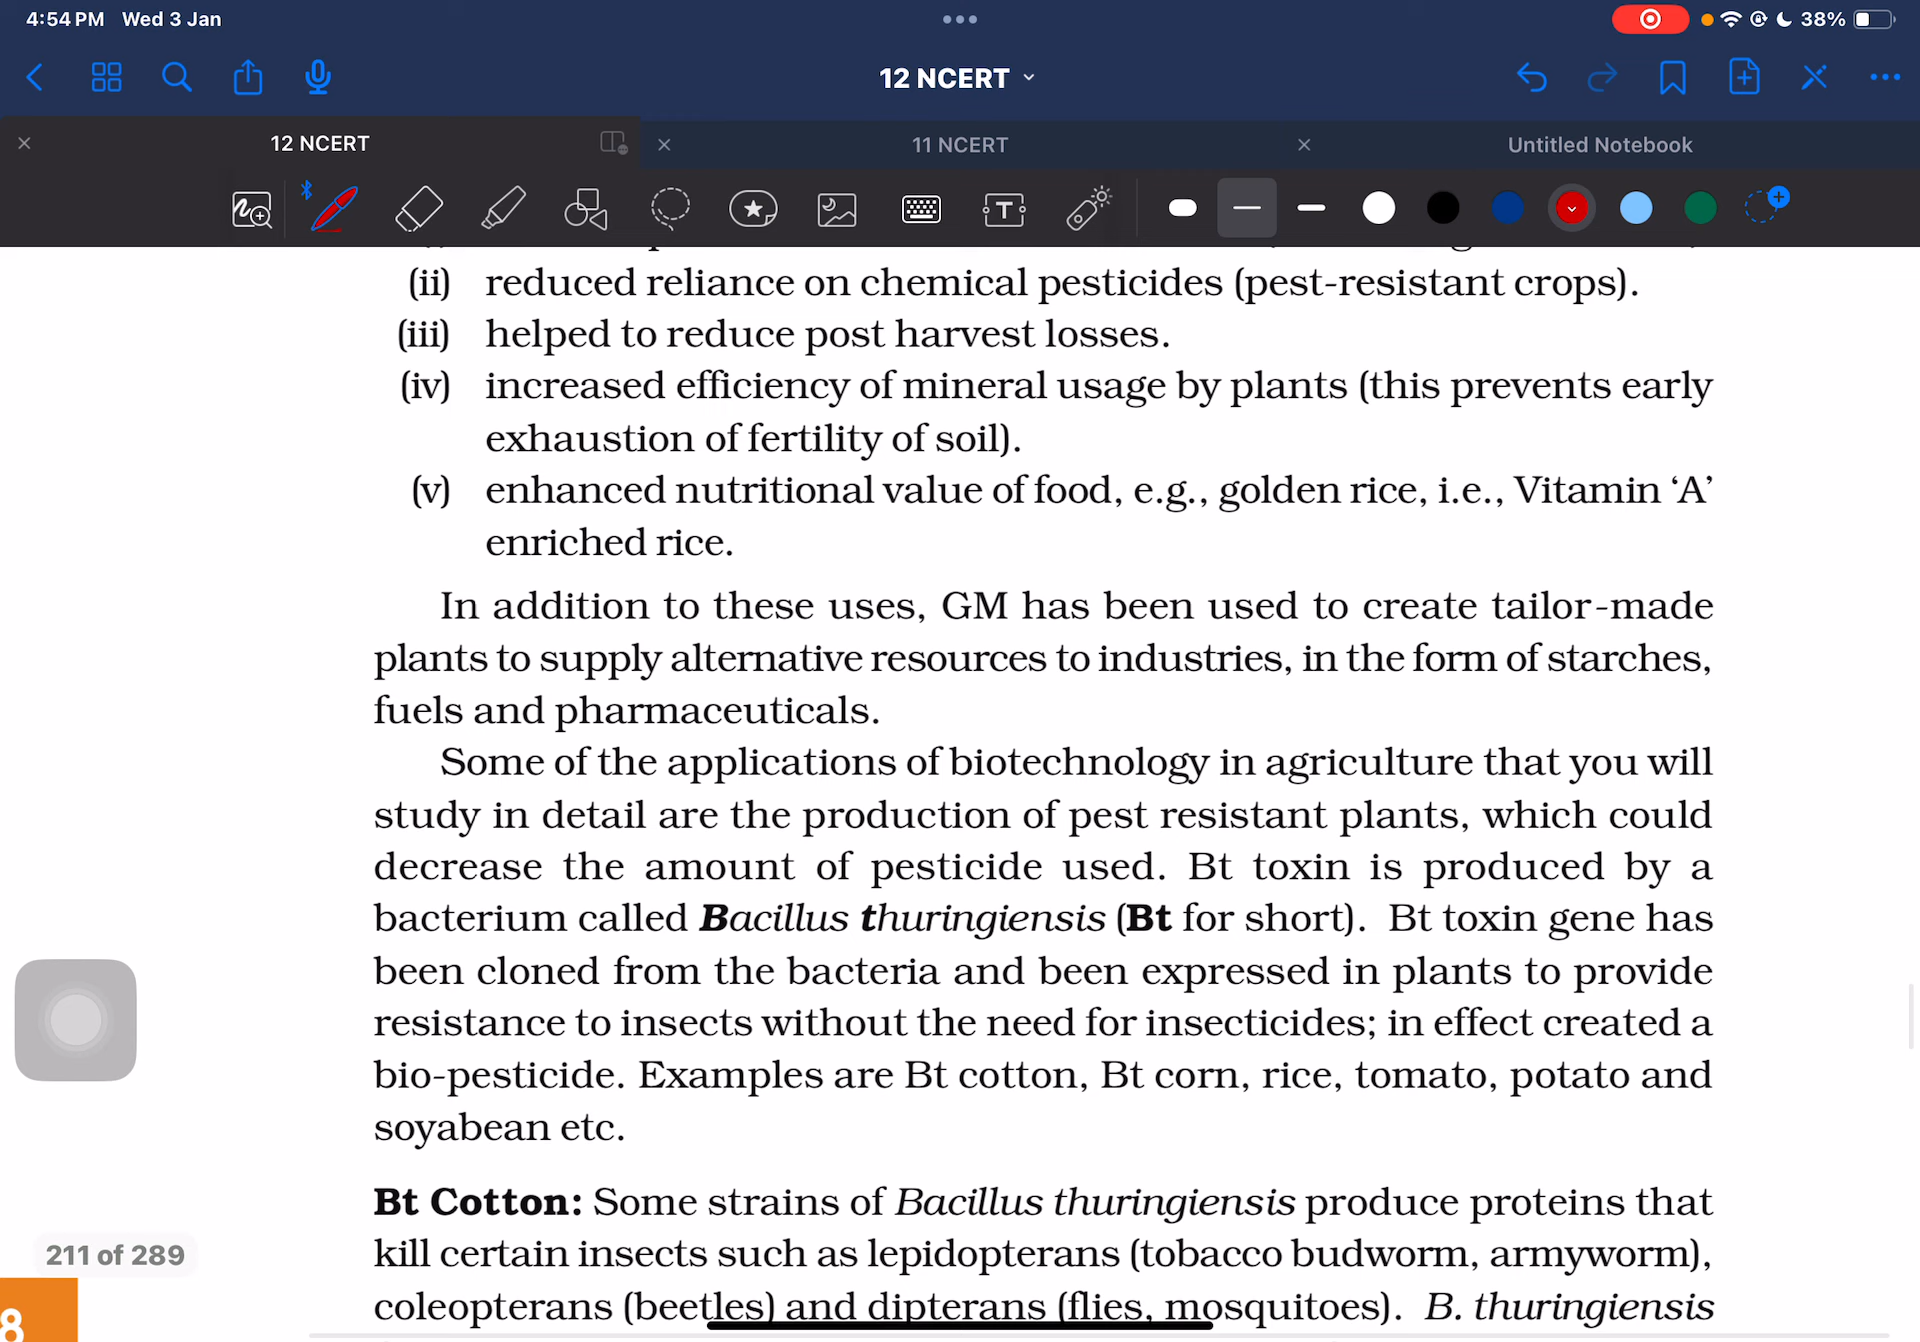 4:54 PM Wed 3 Jan
38%
12 NCERT
12 NCERT
11 NCERT
Untitled Notebook
(ii) reduced reliance on chemical pesticides (pest-resistant crops).
(iii) helped to reduce post harvest losses.
(iv) increased efficiency of mineral usage by plants (this prevents early
exhaustion of fertility of soil).
(v) enhanced nutritional value of food, e.g., golden rice, i.e., Vitamin ‘A’
enriched rice.
In addition to these uses, GM has been used to create tailor-made
plants to supply alternative resources to industries, in the form of starches,
fuels and pharmaceuticals.
Some of the applications of biotechnology in agriculture that you will
study in detail are the production of pest resistant plants, which could
decrease the amount of pesticide used. Bt toxin is produced by a
bacterium called Bacillus thuringiensis (Bt for short). Bt toxin gene has
been cloned from the bacteria and been expressed in plants to provide
resistance to insects without the need for insecticides; in effect created a
bio-pesticide. Examples are Bt cotton, Bt corn, rice, tomato, potato and
soyabean etc.
Bt Cotton: Some strains of Bacillus thuringiensis produce proteins that
kill certain insects such as lepidopterans (tobacco budworm, armyworm),
coleopterans (beetles) and dipterans (flies, mosquitoes). B. thuringiensis
211 of 289
8